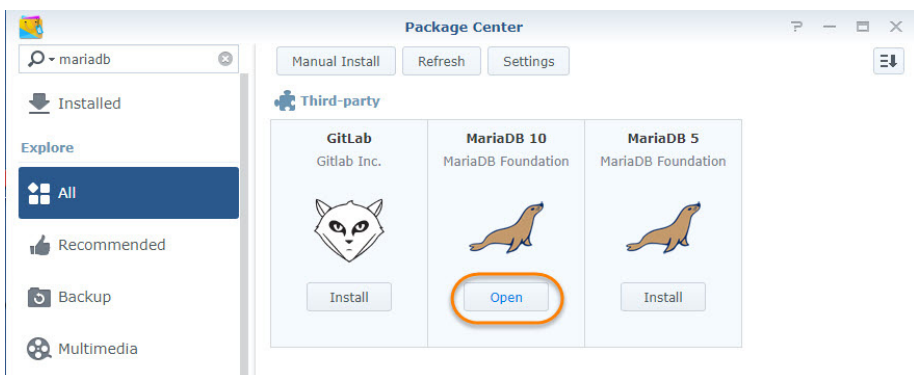 Package Center
mariadb
Manual Install
Refresh
Settings
Installed
Third-party
Explore
GitLab
Gitlab Inc.
MariaDB 10
MariaDB Foundation
MariaDB 5
MariaDB Foundation
All
Recommended
Backup
Install
Open
Install
Multimedia